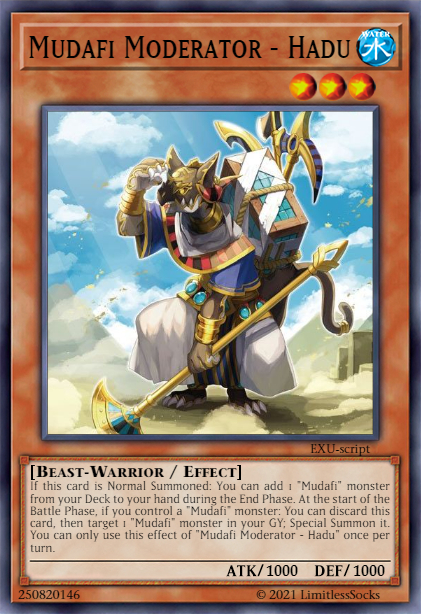 Mudafi Moderator - Hadu
WATER
水
EXU-script
[Beast-Warrior / Effect]
If this card is Normal Summoned: You can add 1 "Mudafi" monster
from your Deck to your hand during the End Phase. At the start of the
Battle Phase, if you control a "Mudafi" monster: You can discard this
card, then target 1 "Mudafi" monster in your GY; Special Summon it.
You can only use this effect of "Mudafi Moderator - Hadu" once per
turn.
ATK/1000 DEF/1000
250820146
© 2021 LimitlessSocks